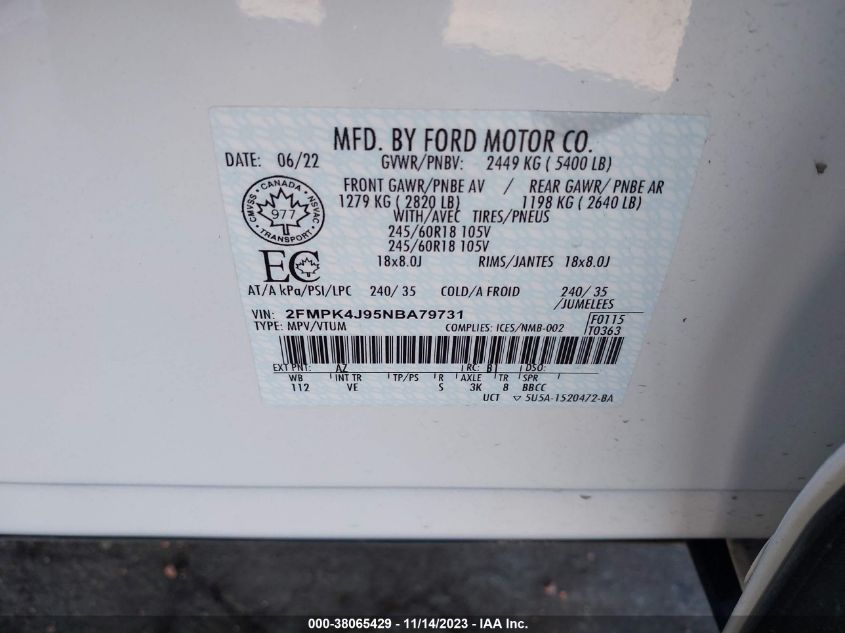 MFD. BY FORD MOTOR CO.
DATE: 06/22 GVWR/PNBV: 2449 KG ( 5400 LB)
FRONT GAWR/PNBE AV / REAR GAWR/ PNBE AR
1279 KG ( 2820 LB) 1198 KG ( 2640 LB)
WITH/AVEC TIRES/PNEUS
245/60R18 105V
245/60R18 105V
18x8.0J RIMS/JANTES 18x8.0J
CANADA
CMVSS 977 NSVAC
TRANSPORT
EC
AT/A kPa/PSI/LPC 240/ 35 COLD/A FROID 240/ 35
/JUMELEES
VIN: 2FMPK4J95NBA79731 F0115
TYPE: MPV/VTUM COMPLIES: ICES/NMB-002 T0363
EXT PNT: AZ RC: B1 DSO:
WB INT TR TP/PS R AXLE TR SPR
112 VE S 3K 8 BBCC
UCT ▽ 5U5A-1520472-BA
000-38065429 - 11/14/2023 - IAA Inc.